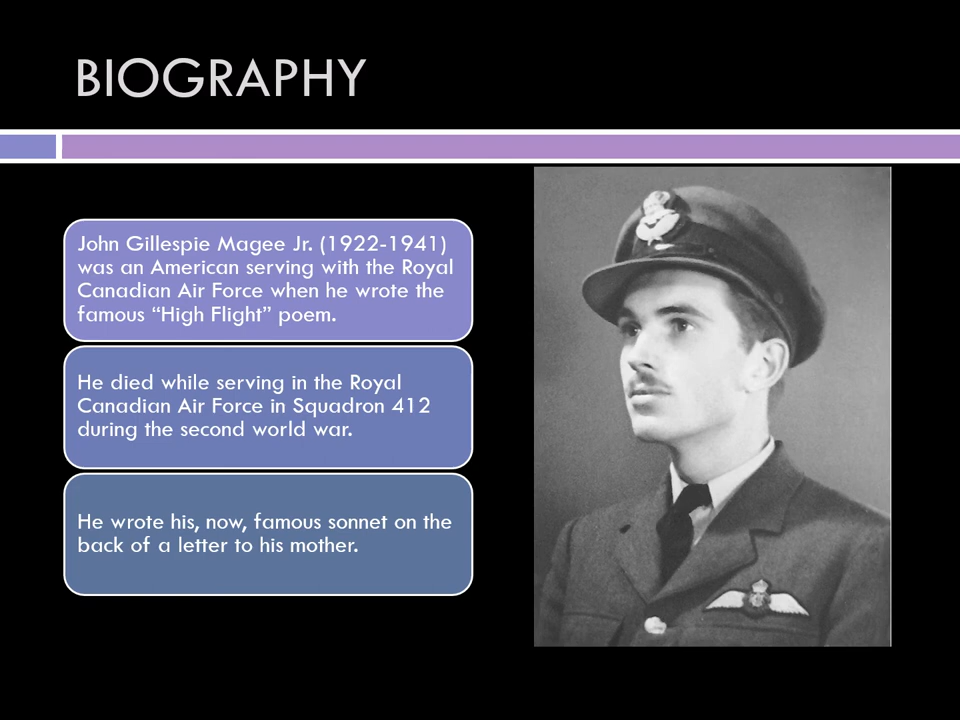 BIOGRAPHY
John Gillespie Magee Jr. (1922-1941)
was an American serving with the Royal
Canadian Air Force when he wrote the
famous “High Flight” poem.
He died while serving in the Royal
Canadian Air Force in Squadron 412
during the second world war.
He wrote his, now, famous sonnet on the
back of a letter to his mother.